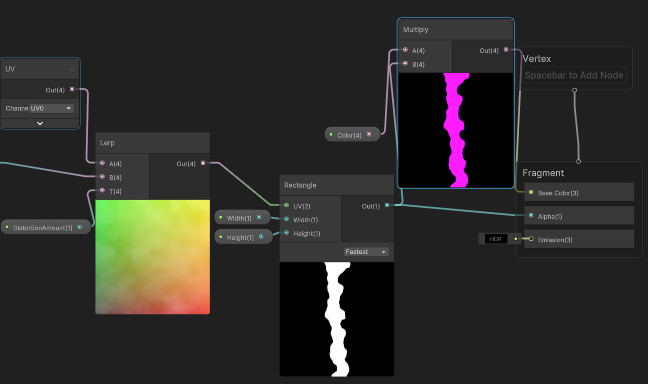 Multiply
A(4)
Out(4)
B(4)
Vertex
Spacebar to Add Node
UV
Out(4)
Channe
UV0
Color(4)
Lerp
A(4)
Out(4)
B(4)
T(4)
DistortionAmount(1)
Rectangle
UV(2)
Out(1)
Width(1)
Width(1)
Height(1)
Height(1)
Fastest
Fragment
Base Color(3)
Alpha(1)
HDR
Emission(3)